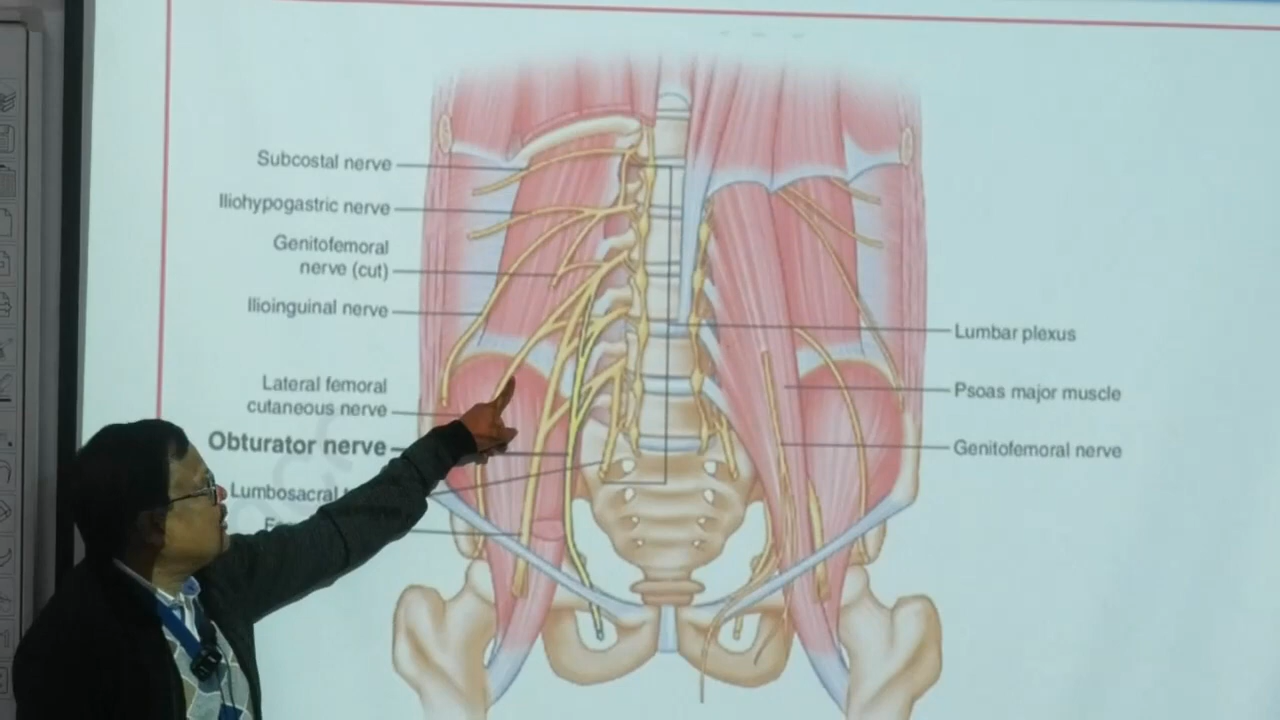 Subcostal nerve
Iliohypogastric nerve
Genitofemoral
nerve (cut)
Ilioinguinal nerve
Lateral femoral
cutaneous nerve
Obturator nerve
Lumbosacral
Lumbar plexus
Psoas major muscle
Genitofemoral nerve